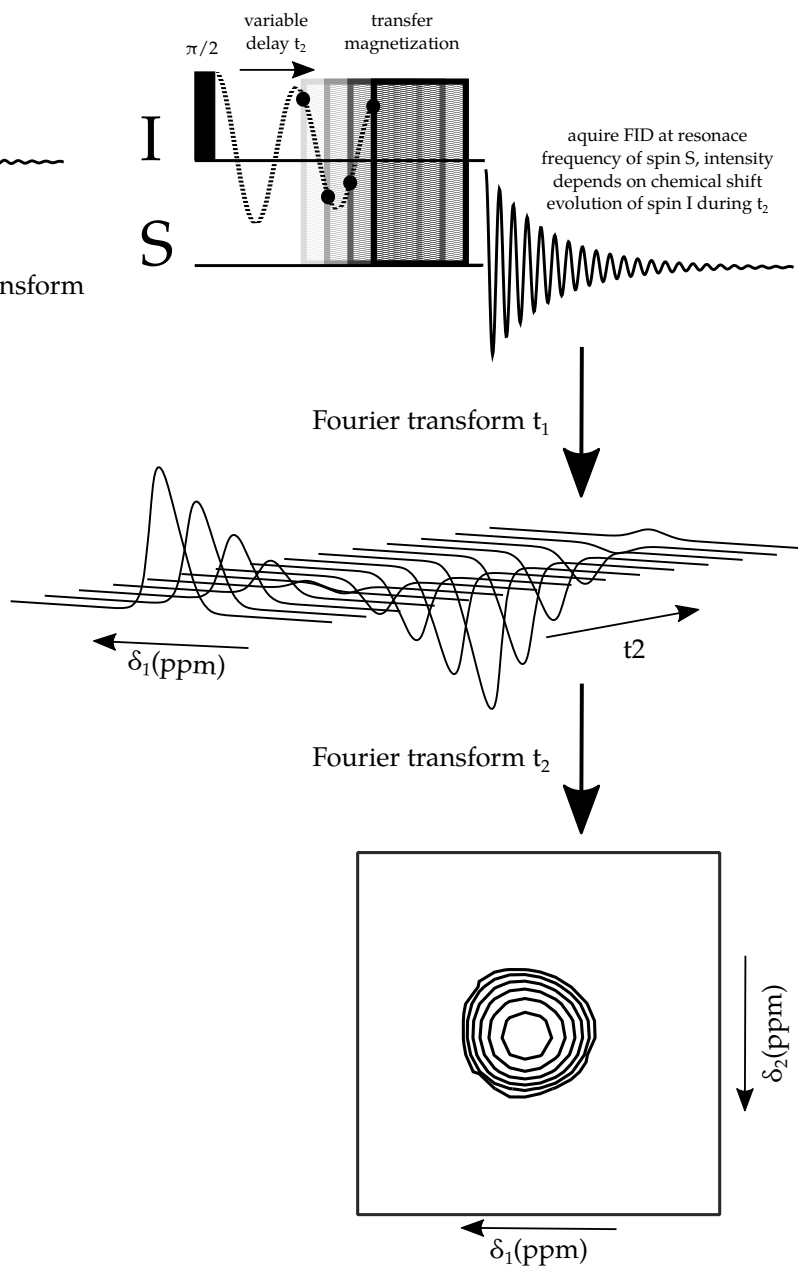 variable
delay t₂
transfer
magnetization
π/2
I
S
aquire FID at resonace
frequency of spin S, intensity
depends on chemical shift
evolution of spin I during t₂
nsform
Fourier transform t₁
δ₁(ppm)
t2
Fourier transform t₂
δ₂(ppm)
δ₁(ppm)